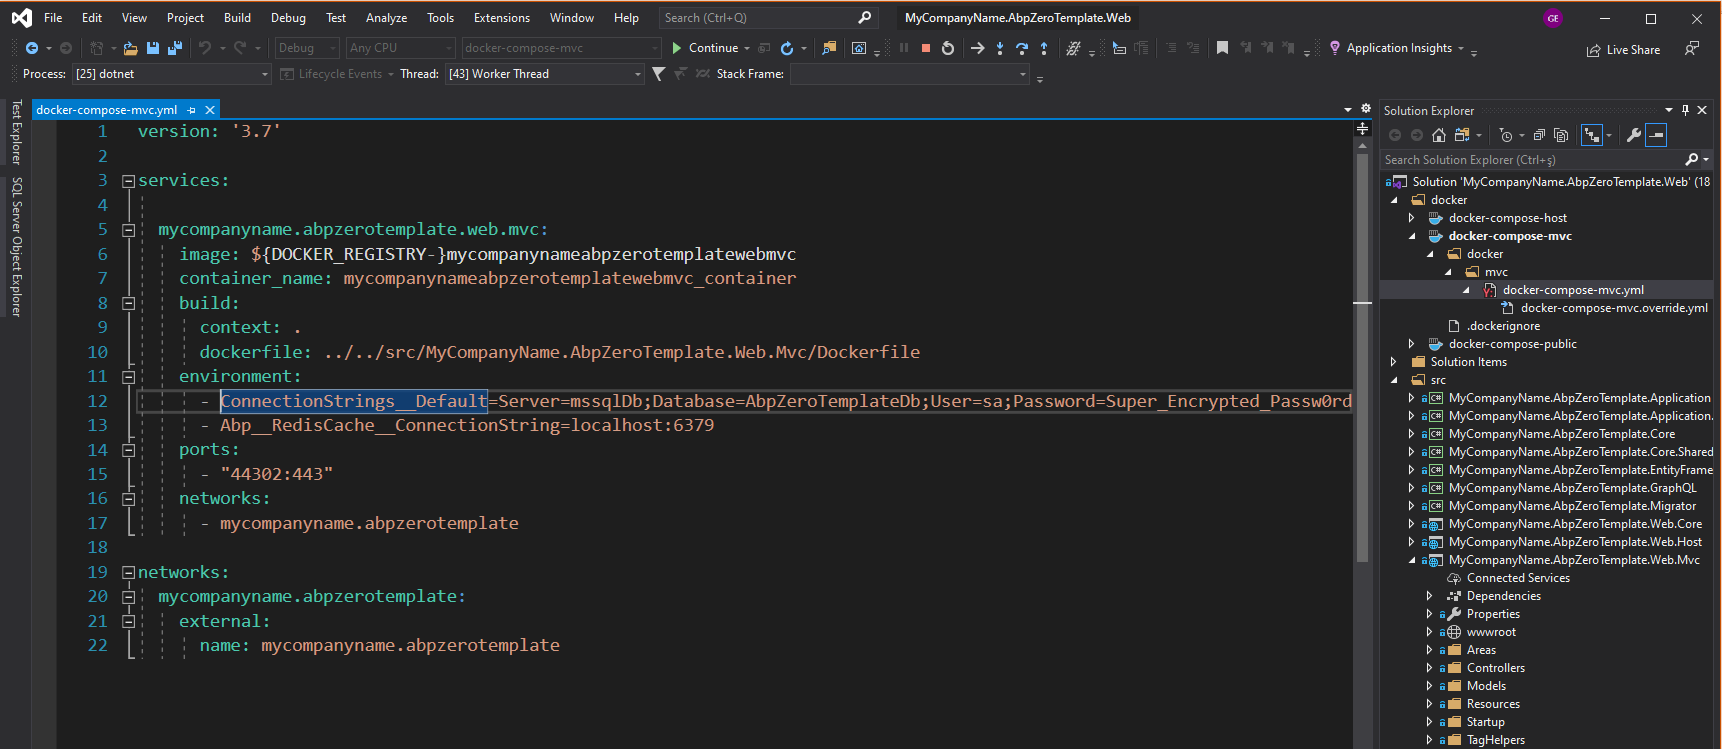 File Edit View Project Build Debug Test Analyze Tools Extensions Window Help Search (Ctrl+Q) MyCompanyName.AbpZeroTemplate.Web GE
Debug Any CPU docker-compose-mvc Continue Application Insights Live Share
Process: [25] dotnet Lifecycle Events Thread: [43] Worker Thread Stack Frame:
Test Explorer
SQL Server Object Explorer
docker-compose-mvc.yml
1 version: '3.7'
2
3 services:
4
5 mycompanyname.abpzerotemplate.web.mvc:
6 image: ${DOCKER_REGISTRY-}mycompanynameabpzerotemplatewebmvc
7 container_name: mycompanynameabpzerotemplatewebmvc_container
8 build:
9 context: .
10 dockerfile: ../../src/MyCompanyName.AbpZeroTemplate.Web.Mvc/Dockerfile
11 environment:
12 - ConnectionStrings__Default=Server=mssqlDb;Database=AbpZeroTemplateDb;User=sa;Password=Super_Encrypted_Passw0rd
13 - Abp__RedisCache__ConnectionString=localhost:6379
14 ports:
15 - "44302:443"
16 networks:
17 - mycompanyname.abpzerotemplate
18
19 networks:
20 mycompanyname.abpzerotemplate:
21 external:
22 name: mycompanyname.abpzerotemplate
Solution Explorer
Search Solution Explorer (Ctrl+ş)
Solution 'MyCompanyName.AbpZeroTemplate.Web' (18
docker
docker-compose-host
docker-compose-mvc
docker
mvc
docker-compose-mvc.yml
docker-compose-mvc.override.yml
.dockerignore
docker-compose-public
Solution Items
src
MyCompanyName.AbpZeroTemplate.Application
MyCompanyName.AbpZeroTemplate.Application.
MyCompanyName.AbpZeroTemplate.Core
MyCompanyName.AbpZeroTemplate.Core.Shared
MyCompanyName.AbpZeroTemplate.EntityFrame
MyCompanyName.AbpZeroTemplate.GraphQL
MyCompanyName.AbpZeroTemplate.Migrator
MyCompanyName.AbpZeroTemplate.Web.Core
MyCompanyName.AbpZeroTemplate.Web.Host
MyCompanyName.AbpZeroTemplate.Web.Mvc
Connected Services
Dependencies
Properties
wwwroot
Areas
Controllers
Models
Resources
Startup
TagHelpers